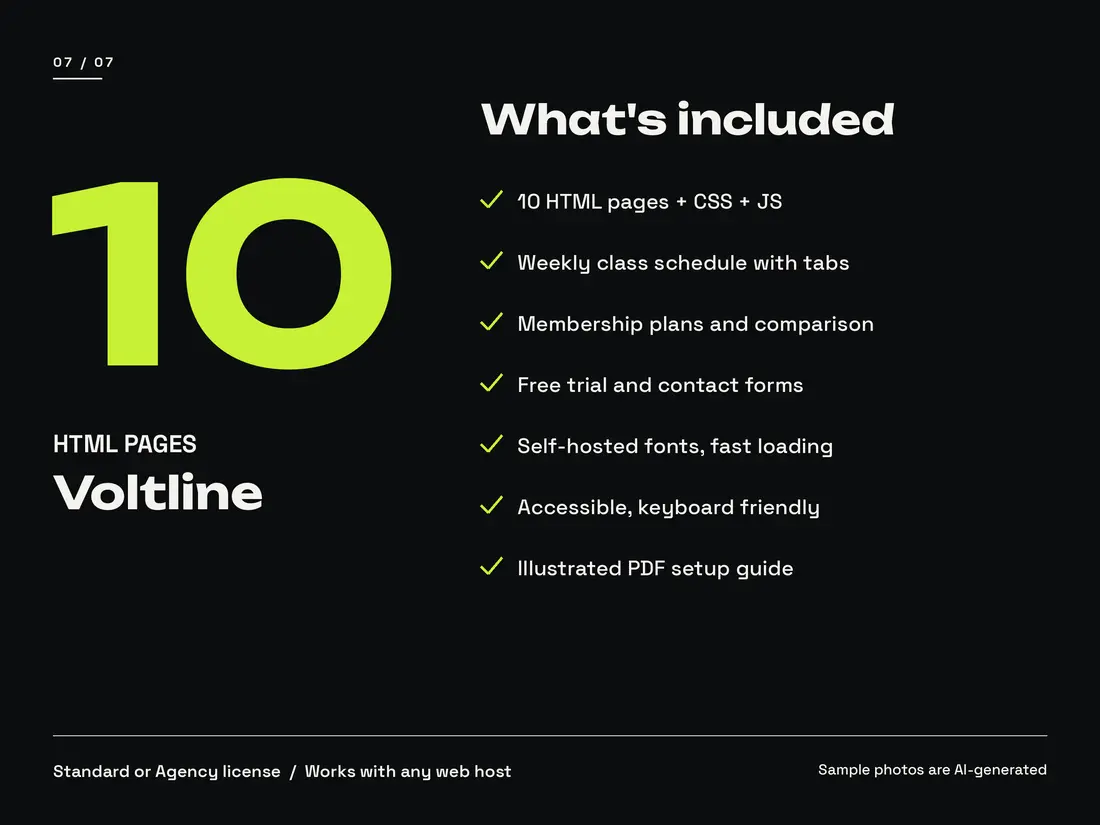 07 / 07
10
HTML PAGES
Voltline
What's included
10 HTML pages + CSS + JS
Weekly class schedule with tabs
Membership plans and comparison
Free trial and contact forms
Self-hosted fonts, fast loading
Accessible, keyboard friendly
Illustrated PDF setup guide
Standard or Agency license / Works with any web host
Sample photos are AI-generated